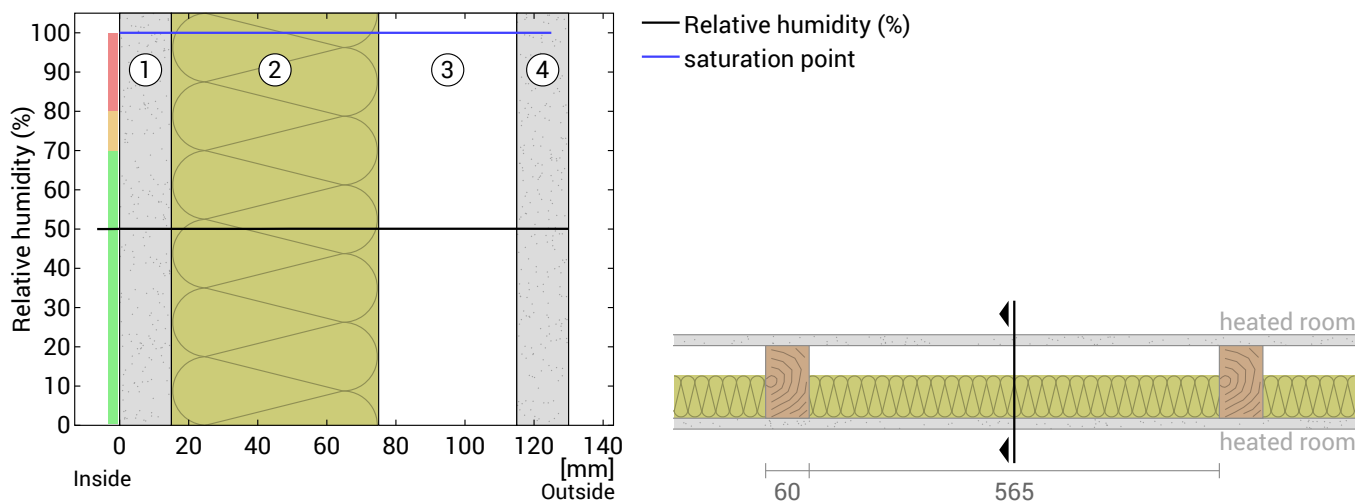 Relative humidity (%)
saturation point
Relative humidity (%)
100
90
80
70
60
50
40
30
20
10
0
1
2
3
4
0 20 40 60 80 100 120 140
[mm]
Inside
Outside
heated room
heated room
60
565